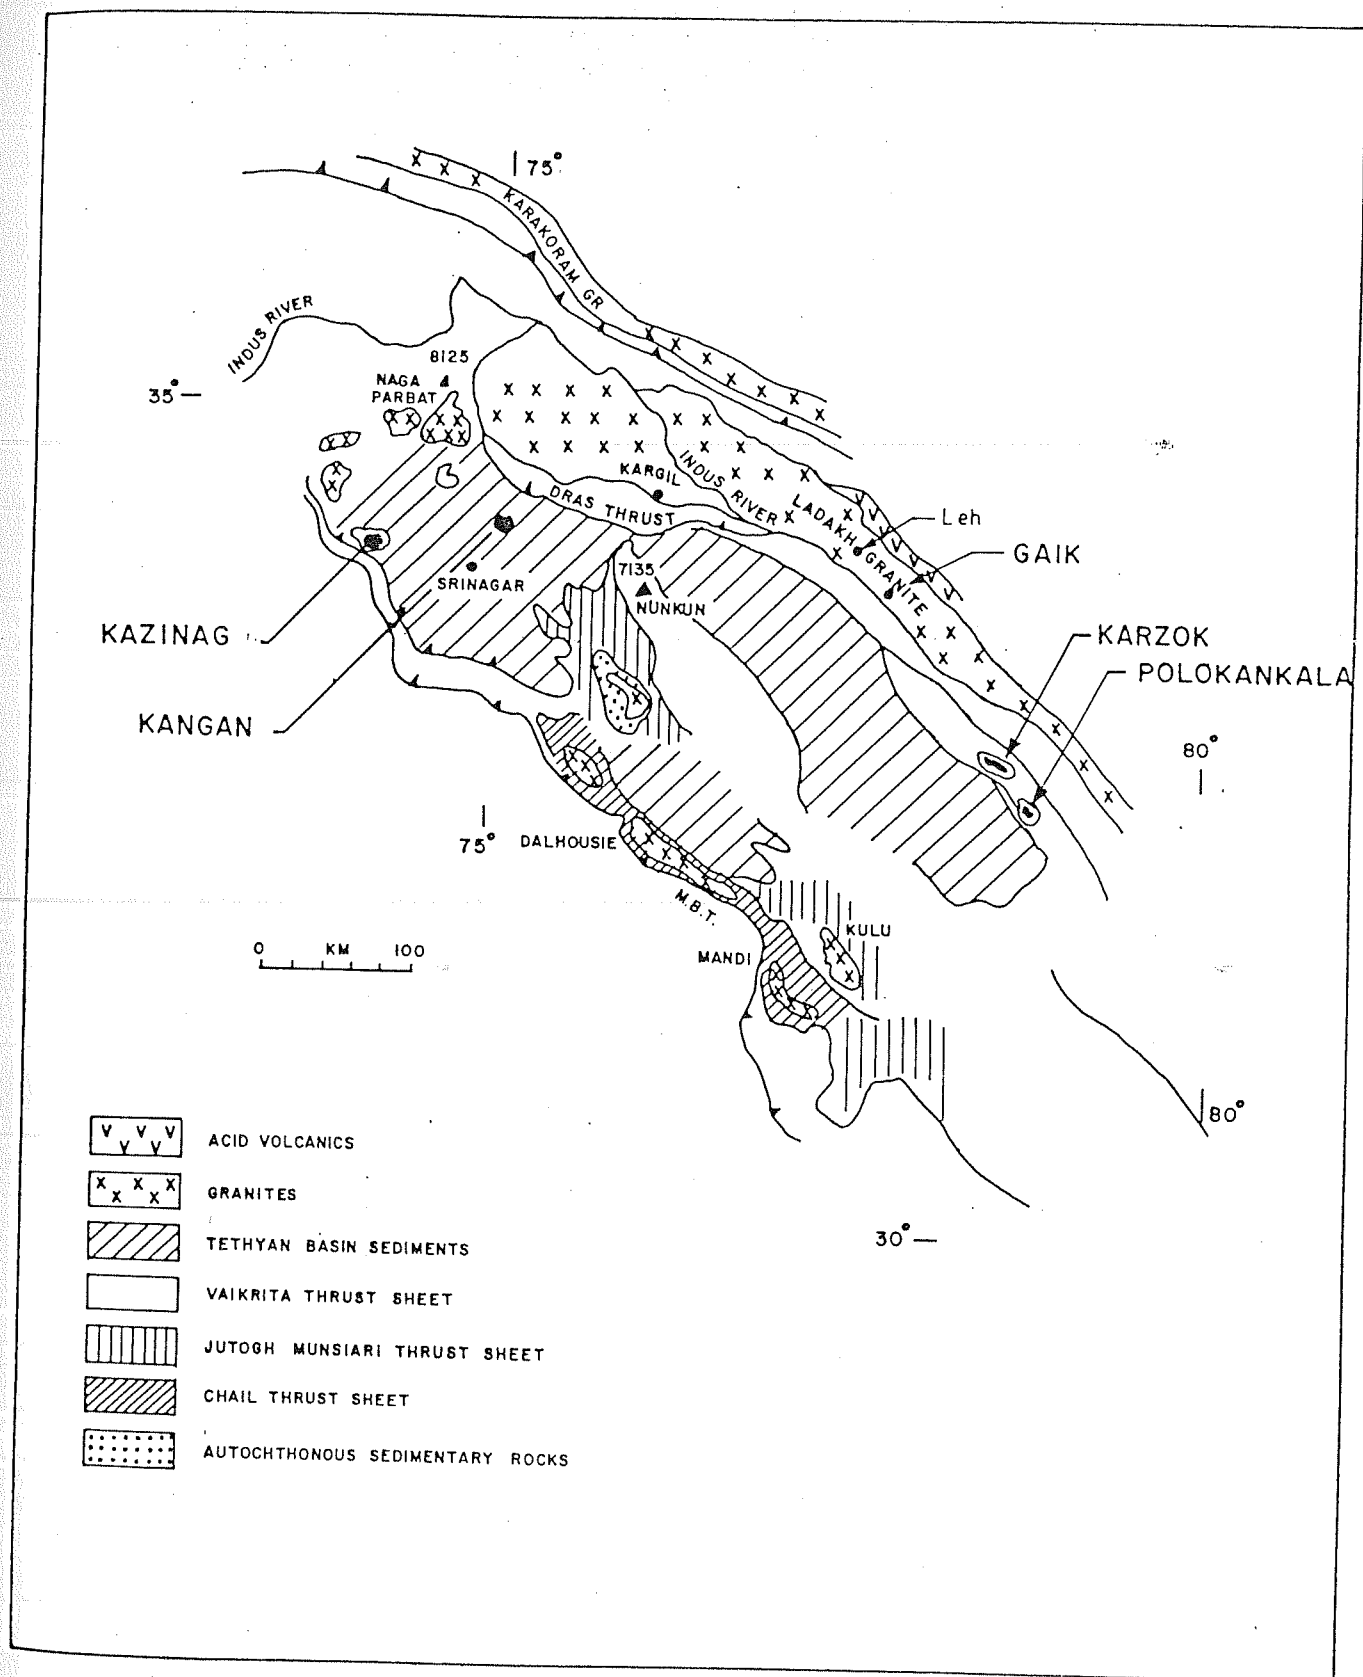 75°
KARAKORAM GR
INDUS RIVER
8125
35°
NAGA
PARBAT
KARGIL
INDUS RIVER
DRAS THRUST
LADAKH GRANITE
Leh
GAIK
SRINAGAR
7135
NUNKUN
KAZINAG
KARZOK
POLOKANKALA
KANGAN
80°
75°
DALHOUSIE
M.B.T.
KULU
MANDI
0 KM 100
80°
ACID VOLCANICS
GRANITES
30°
TETHYAN BASIN SEDIMENTS
VAIKRITA THRUST SHEET
JUTOGH MUNSIARI THRUST SHEET
CHAIL THRUST SHEET
AUTOCHTHONOUS SEDIMENTARY ROCKS